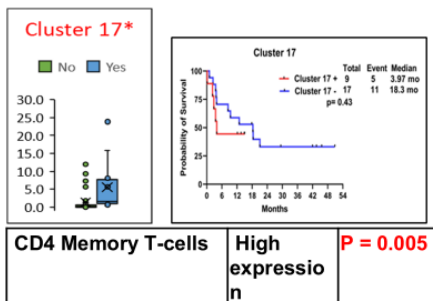 Cluster 17*
No Yes
30.0
25.0
20.0
15.0
10.0
5.0
0.0
Cluster 17
Total Event Median
Cluster 17 + 9 5 3.97 mo
Cluster 17 - 17 11 18.3 mo
p= 0.43
Probability of Survival
100
75
50
25
0
0 6 12 18 24 30 36 42 48 54
Months
CD4 Memory T-cells
High
expressio
n
P = 0.005